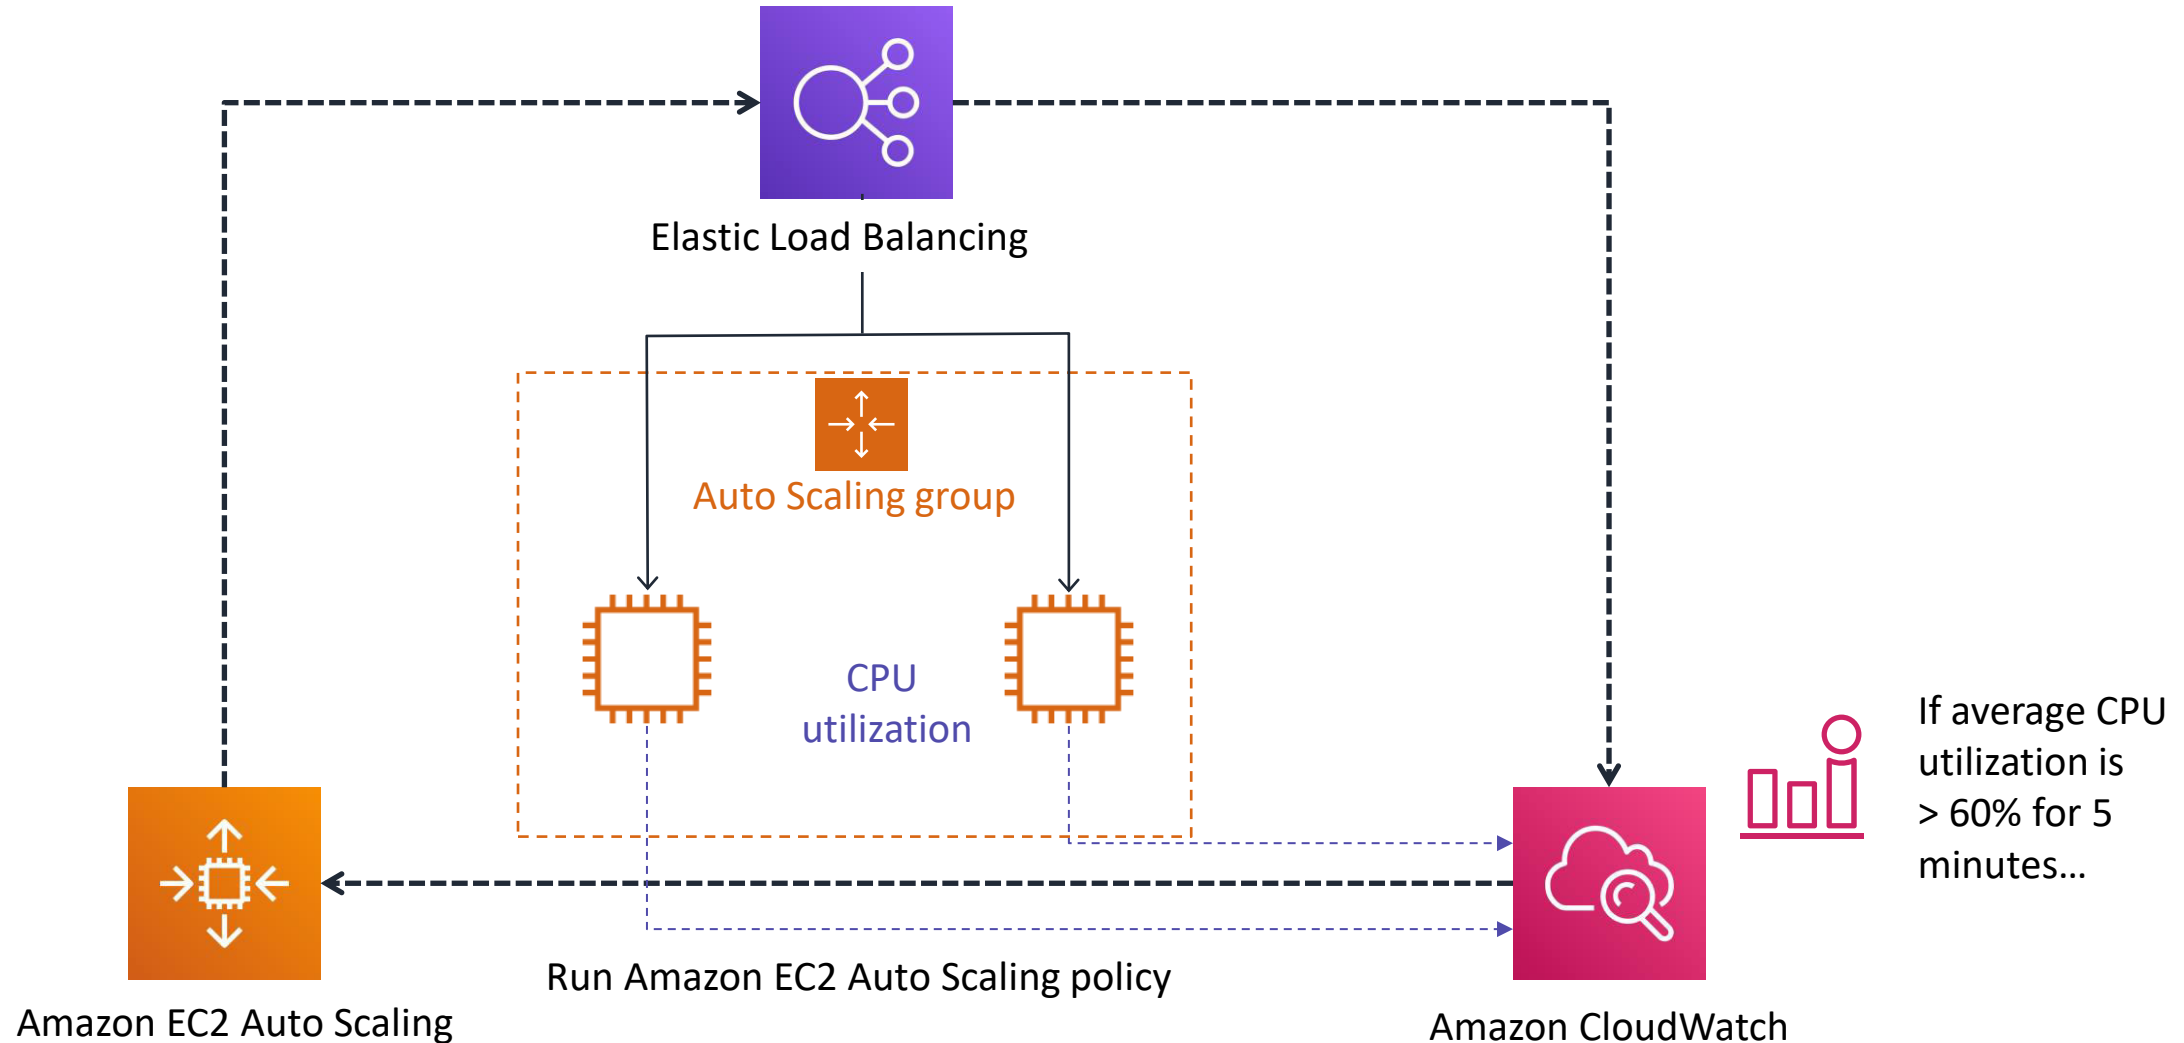 Elastic Load Balancing
Auto Scaling group
CPU
utilization
If average CPU
utilization is
> 60% for 5
minutes...
Run Amazon EC2 Auto Scaling policy
Amazon EC2 Auto Scaling
Amazon CloudWatch